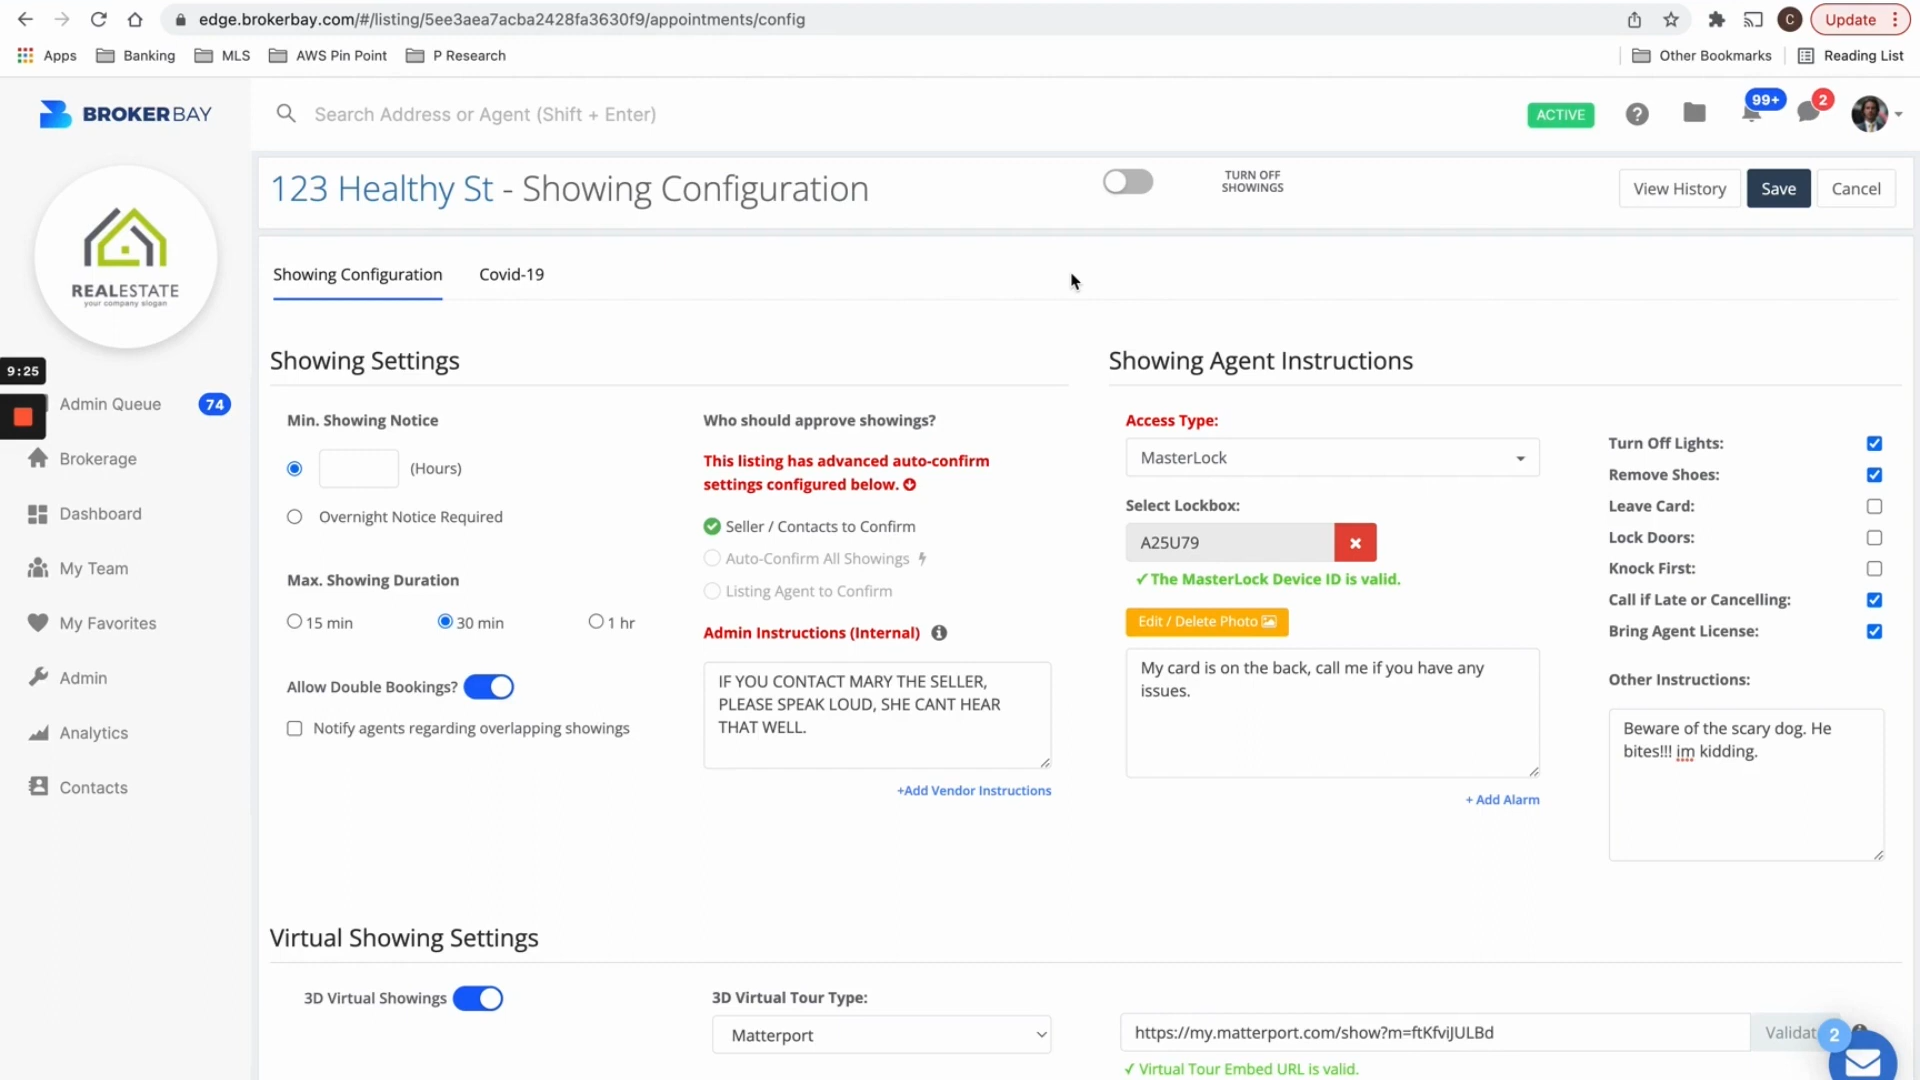 edge.brokerbay.com/#/listing/5ee3aea7acba2428fa3630f9/appointments/config
C
Update
Apps
Banking
MLS
AWS Pin Point
P Research
Other Bookmarks
Reading List
BROKERBAY
Search Address or Agent (Shift + Enter)
ACTIVE
?
99+
2
123 Healthy St - Showing Configuration
TURN OFF
SHOWINGS
View History
Save
Cancel
REALESTATE
your company slogan
Showing Configuration
Covid-19
9:25
Admin Queue
74
Brokerage
Dashboard
My Team
My Favorites
Admin
Analytics
Contacts
Showing Settings
Min. Showing Notice
(Hours)
Overnight Notice Required
Max. Showing Duration
15 min
30 min
1 hr
Allow Double Bookings?
Notify agents regarding overlapping showings
Who should approve showings?
This listing has advanced auto-confirm
settings configured below.
Seller / Contacts to Confirm
Auto-Confirm All Showings
Listing Agent to Confirm
Admin Instructions (Internal)
IF YOU CONTACT MARY THE SELLER,
PLEASE SPEAK LOUD, SHE CANT HEAR
THAT WELL.
+Add Vendor Instructions
Showing Agent Instructions
Access Type:
MasterLock
Select Lockbox:
A25U79
✓The MasterLock Device ID is valid.
Edit / Delete Photo
My card is on the back, call me if you have any
issues.
+ Add Alarm
Turn Off Lights:
Remove Shoes:
Leave Card:
Lock Doors:
Knock First:
Call if Late or Cancelling:
Bring Agent License:
Other Instructions:
Beware of the scary dog. He
bites!!! im kidding.
Virtual Showing Settings
3D Virtual Showings
3D Virtual Tour Type:
Matterport
https://my.matterport.com/show?m=ftKfviJULBd
Validat
2
✓ Virtual Tour Embed URL is valid.